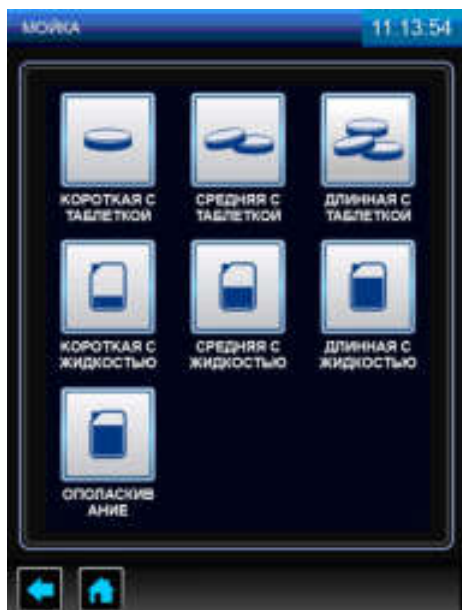 МОЙКА 11:13:54
КОРОТКАЯ С СРЕДНЯЯ С ДЛИННАЯ С
ТАБЛЕТКОЙ ТАБЛЕТКОЙ ТАБЛЕТКОЙ
КОРОТКАЯ С СРЕДНЯЯ С ДЛИННАЯ С
ЖИДКОСТЬЮ ЖИДКОСТЬЮ ЖИДКОСТЬЮ
ОПОЛАСКИВ
АНИЕ